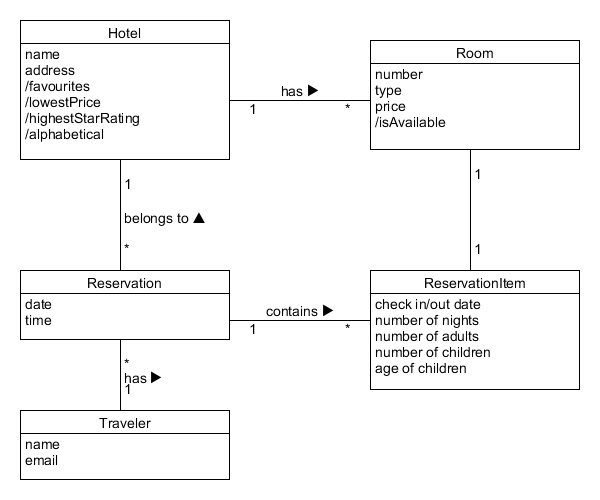 Hotel
name
address
/favourites
/lowestPrice
/highestStarRating
/alphabetical
has ▶
1
*
Room
number
type
price
/isAvailable
1
belongs to ▲
*
1
1
Reservation
date
time
contains ▶
1
*
ReservationItem
check in/out date
number of nights
number of adults
number of children
age of children
*
has ▶
1
Traveler
name
email